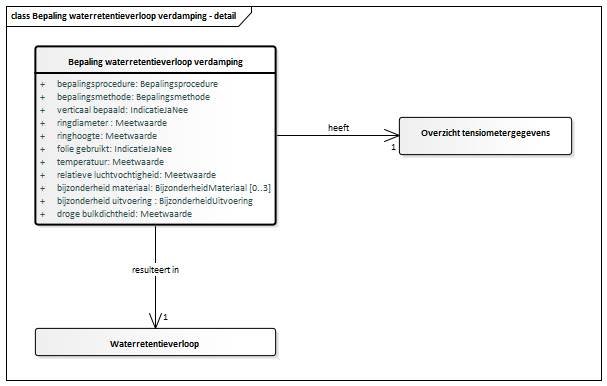 class Bepaling waterretentieverloop verdamping - detail
Bepaling waterretentieverloop verdamping
+ bepalingsprocedure: Bepalingsprocedure
+ bepalingsmethode: Bepalingsmethode
+ verticaal bepaald: IndicatieJaNee
+ ringdiameter : Meetwaarde
+ ringhoogte: Meetwaarde
+ folie gebruikt: IndicatieJaNee
+ temperatuur: Meetwaarde
+ relatieve luchtvochtigheid: Meetwaarde
+ bijzonderheid materiaal: BijzonderheidMateriaal [0..3]
+ bijzonderheid uitvoering : BijzonderheidUitvoering
+ droge bulkdichtheid: Meetwaarde
heeft
1
Overzicht tensiometergegevens
resulteert in
1
Waterretentieverloop